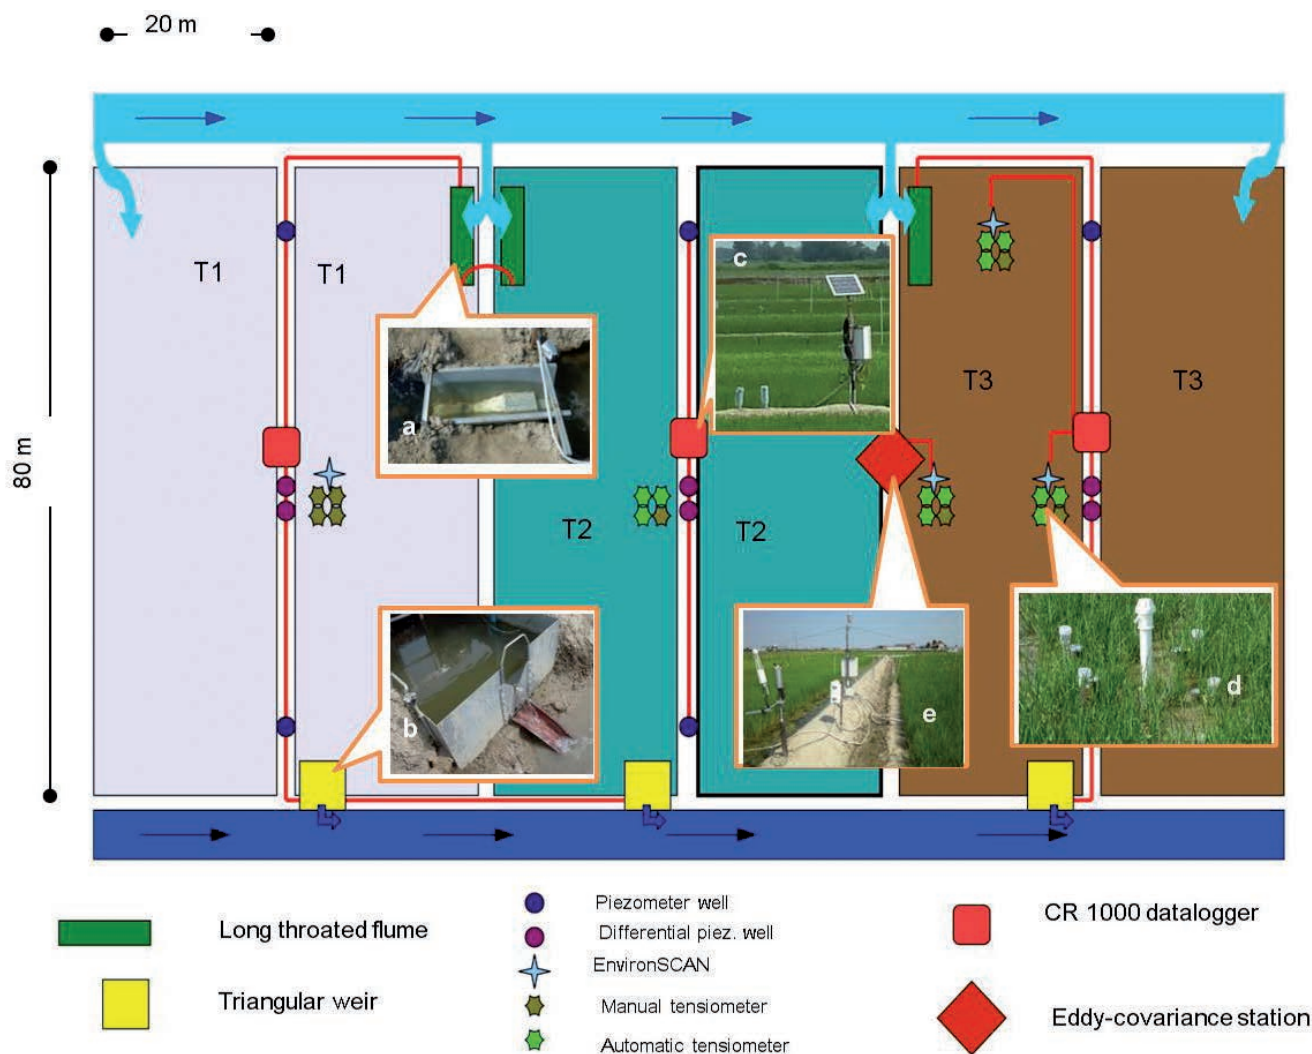 20 m
80 m
T1
T1
T2
T2
T3
T3
a
b
c
d
e
Long throated flume
Triangular weir
Piezometer well
Differential piez. well
EnvironSCAN
Manual tensiometer
Automatic tensiometer
CR 1000 datalogger
Eddy-covariance station